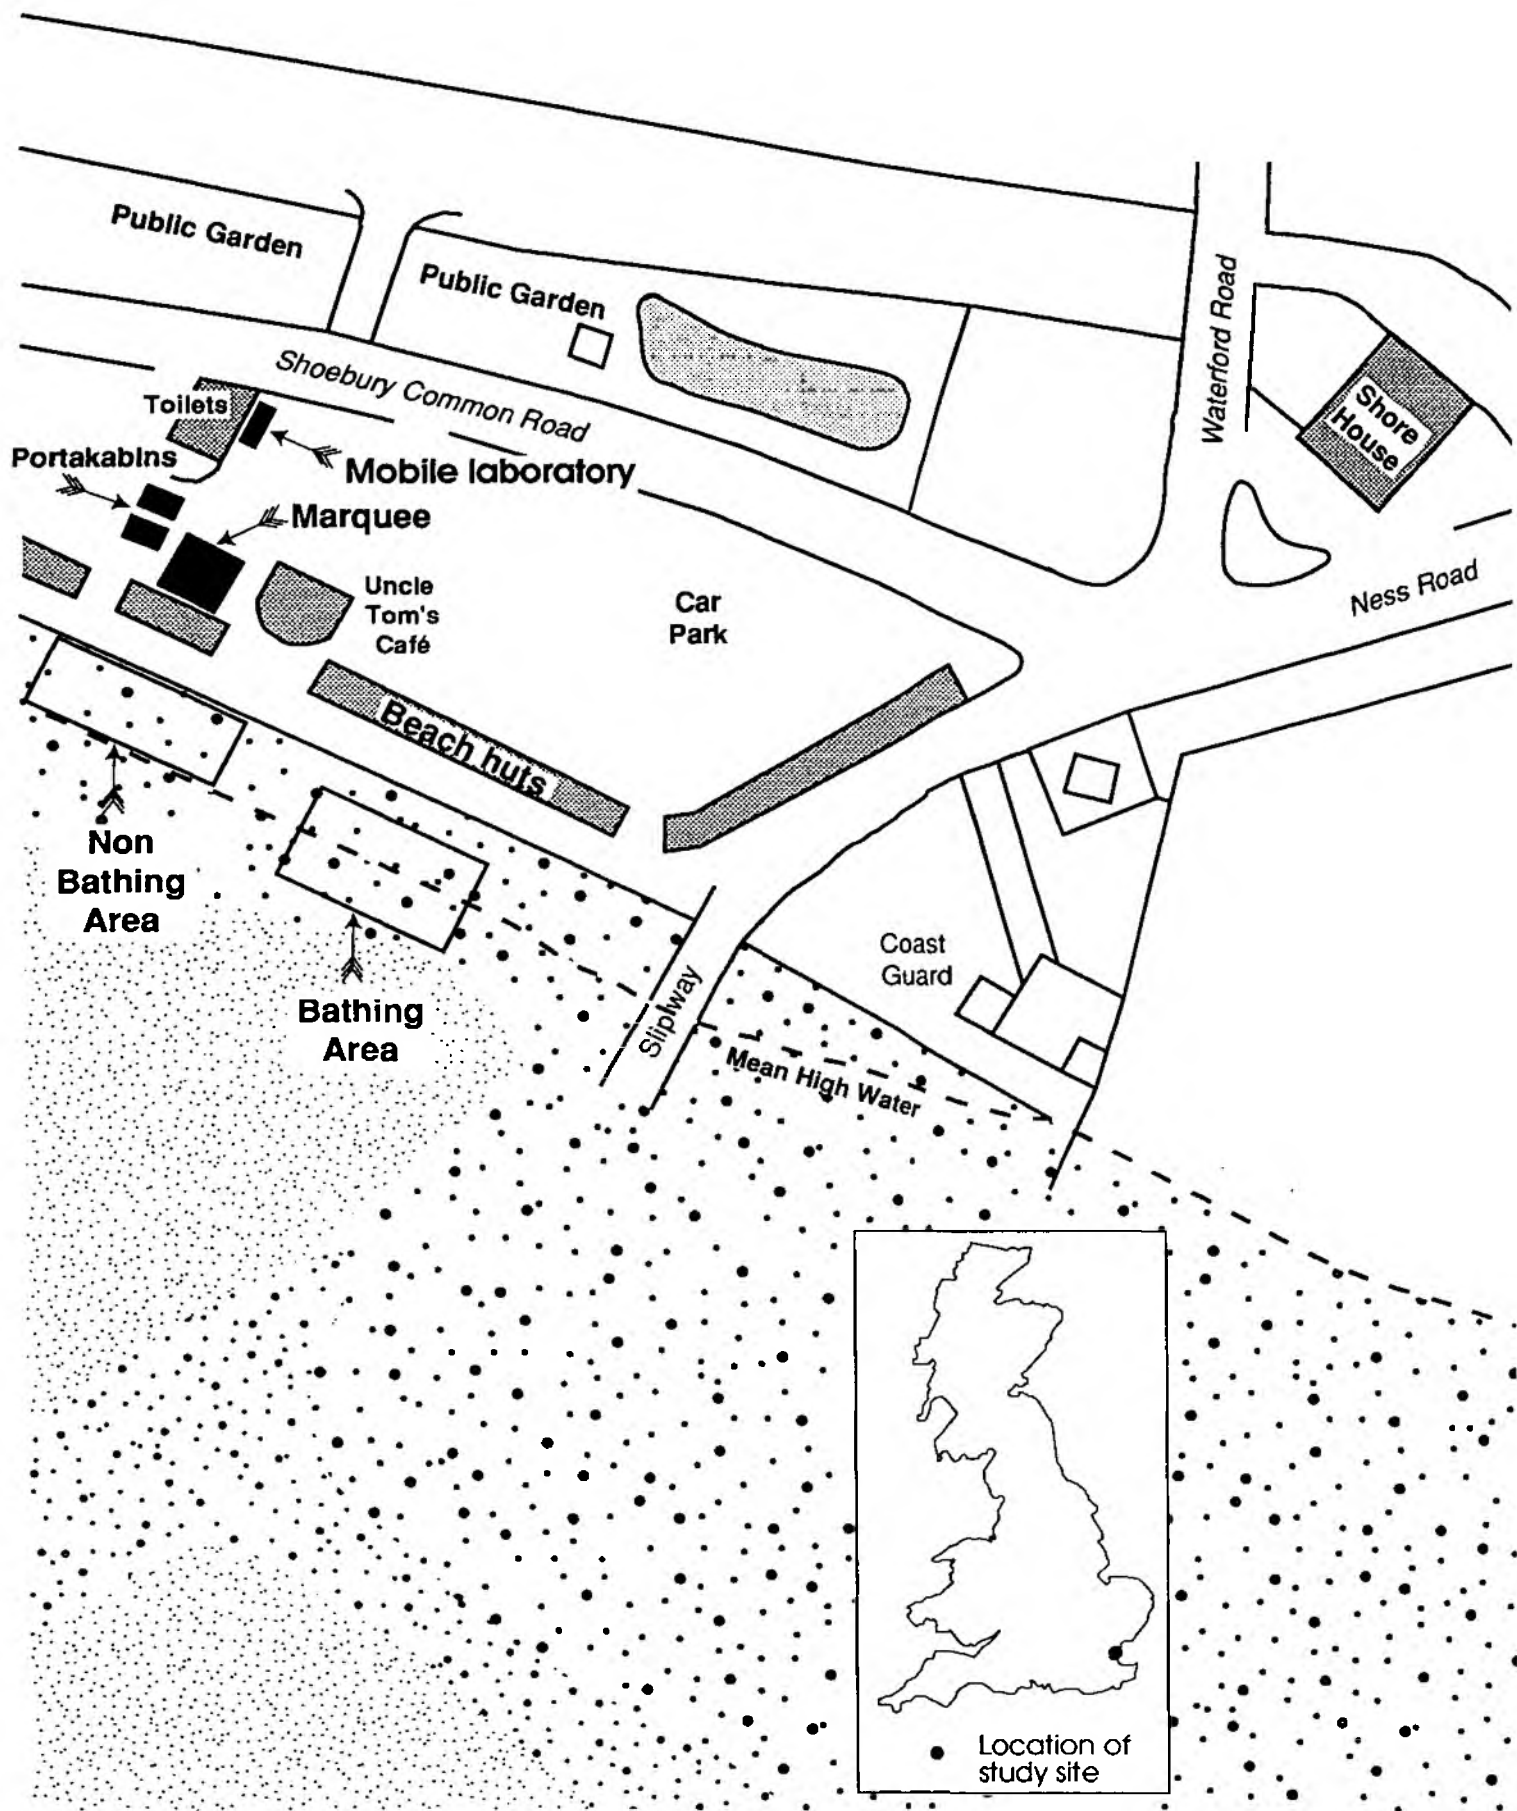 Public Garden
Public Garden
Waterford Road
Shoebury Common Road
Shore
House
Toilets
Portakabins
Mobile laboratory
Marquee
Uncle
Tom's
Café
Car
Park
Ness Road
Beach huts
Non
Bathing
Area
Bathing
Area
Coast
Guard
Slipway
Mean High Water
Location of
study site